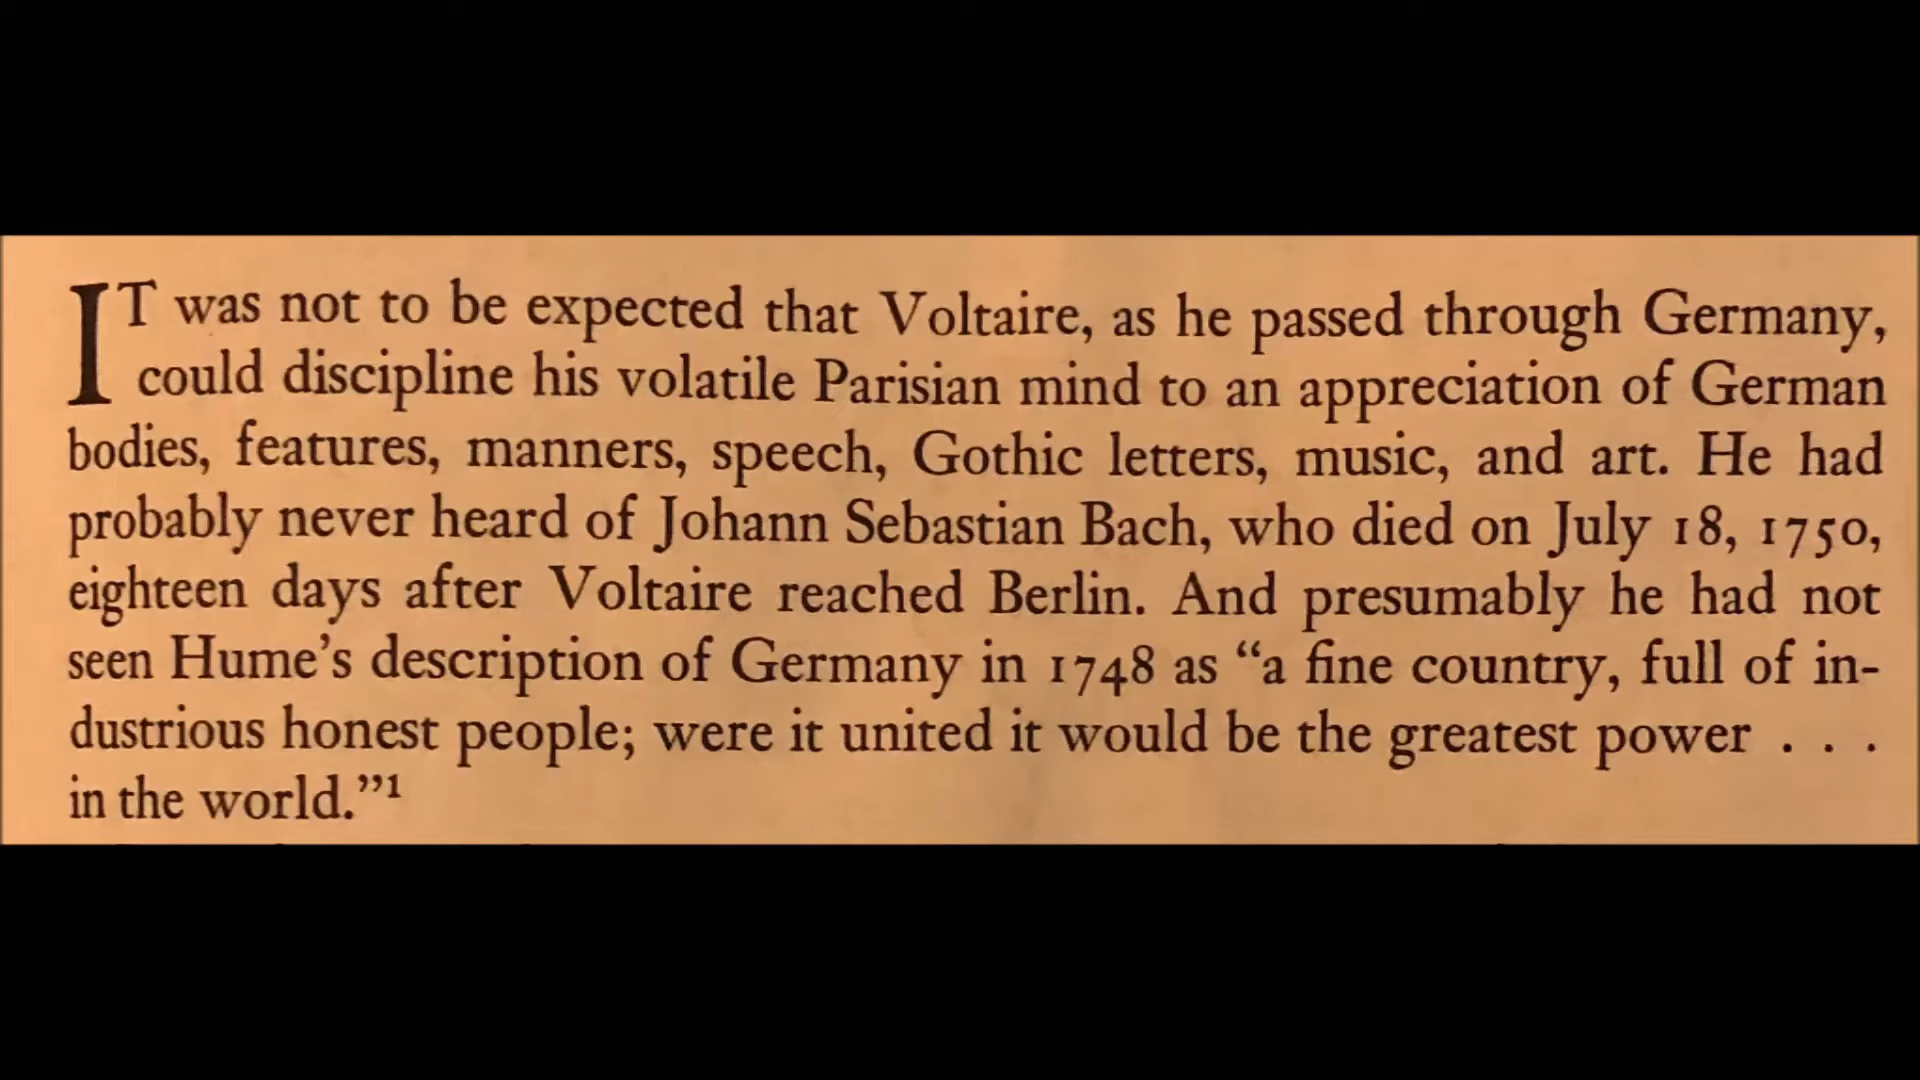 IT was not to be expected that Voltaire, as he passed through Germany,
could discipline his volatile Parisian mind to an appreciation of German
bodies, features, manners, speech, Gothic letters, music, and art. He had
probably never heard of Johann Sebastian Bach, who died on July 18, 1750,
eighteen days after Voltaire reached Berlin. And presumably he had not
seen Hume’s description of Germany in 1748 as “a fine country, full of in-
dustrious honest people; were it united it would be the greatest power . . .
in the world.”¹